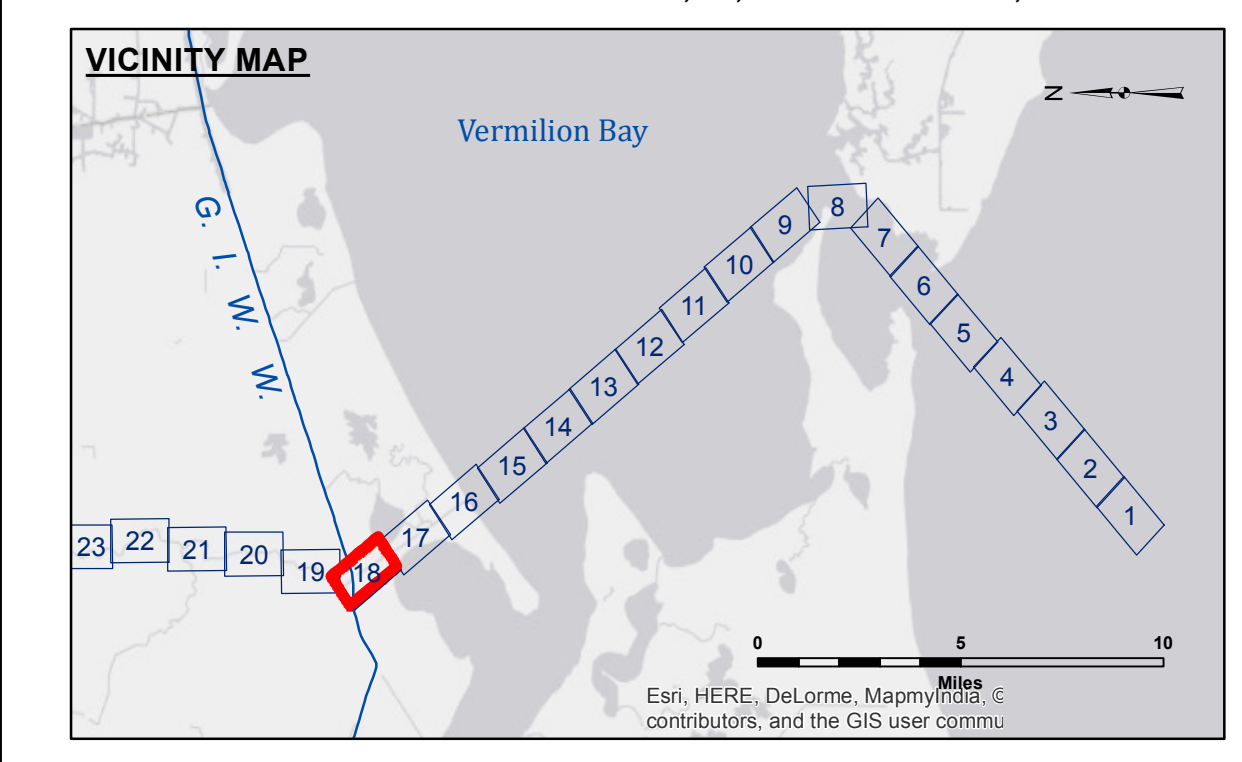 VICINITY MAP
N
Vermilion Bay
G. I. W. W.
8
9
7
10
6
11
5
12
4
13
3
14
2
15
1
16
17
18
19
20
21
22
23
0 5 10
Miles
Esri, HERE, DeLorme, MapmyIndia, ©
contributors, and the GIS user commu